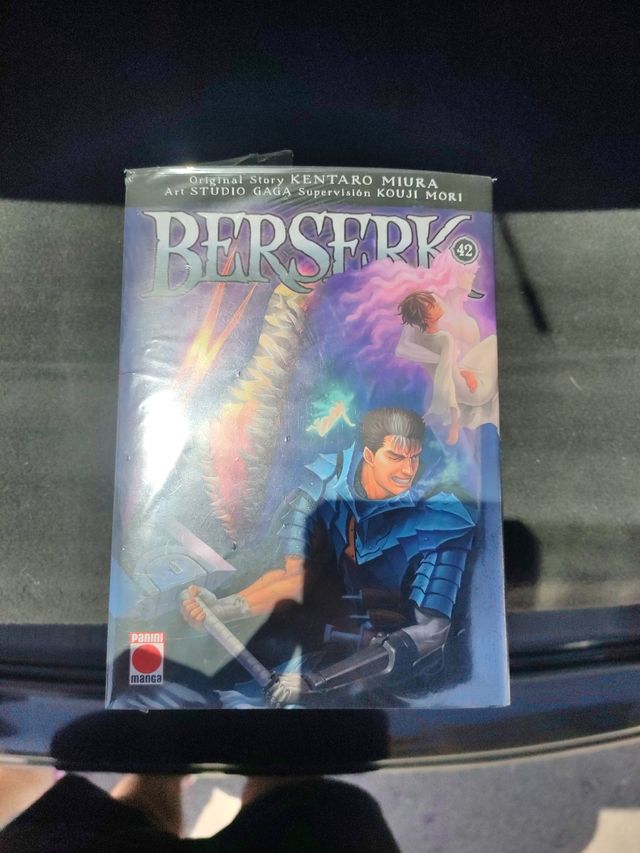 Original Story KENTARO MIURA
Art STUDIO GAGA Supervisión KOUJI MORI
BERSERK
42
PANINI
manga